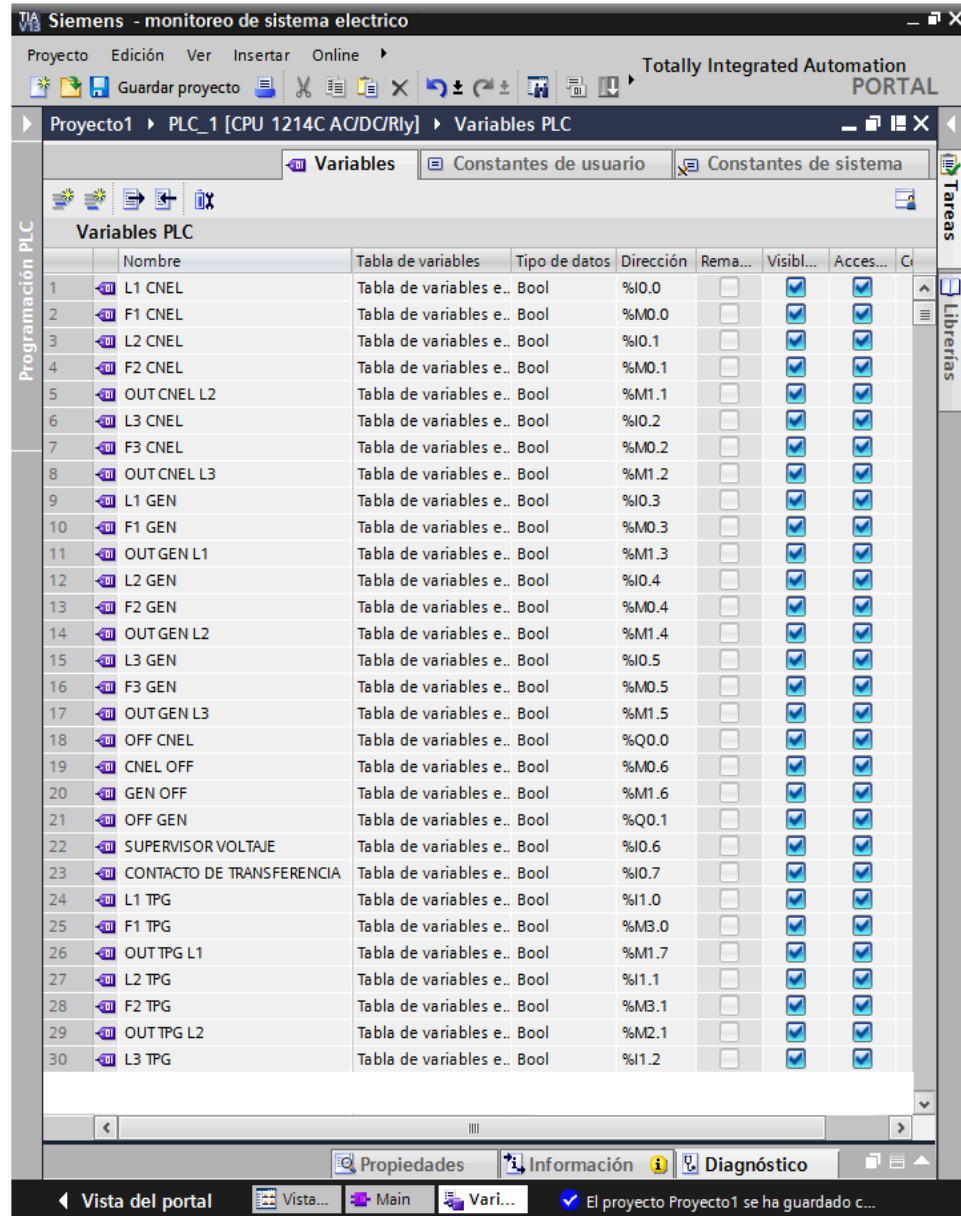 TIA V13 Siemens - monitoreo de sistema electrico
Proyecto Edición Ver Insertar Online
Totally Integrated Automation
PORTAL
Guardar proyecto
Proyecto1 PLC_1 [CPU 1214C AC/DC/Rly] Variables PLC
Variables Constantes de usuario Constantes de sistema
Variables PLC
Nombre Tabla de variables Tipo de datos Dirección Rema... Visibl... Acces... C
1 L1 CNEL Tabla de variables e.. Bool %I0.0
2 F1 CNEL Tabla de variables e.. Bool %M0.0
3 L2 CNEL Tabla de variables e.. Bool %I0.1
4 F2 CNEL Tabla de variables e.. Bool %M0.1
5 OUT CNEL L2 Tabla de variables e.. Bool %M1.1
6 L3 CNEL Tabla de variables e.. Bool %I0.2
7 F3 CNEL Tabla de variables e.. Bool %M0.2
8 OUT CNEL L3 Tabla de variables e.. Bool %M1.2
9 L1 GEN Tabla de variables e.. Bool %I0.3
10 F1 GEN Tabla de variables e.. Bool %M0.3
11 OUT GEN L1 Tabla de variables e.. Bool %M1.3
12 L2 GEN Tabla de variables e.. Bool %I0.4
13 F2 GEN Tabla de variables e.. Bool %M0.4
14 OUT GEN L2 Tabla de variables e.. Bool %M1.4
15 L3 GEN Tabla de variables e.. Bool %I0.5
16 F3 GEN Tabla de variables e.. Bool %M0.5
17 OUT GEN L3 Tabla de variables e.. Bool %M1.5
18 OFF CNEL Tabla de variables e.. Bool %Q0.0
19 CNEL OFF Tabla de variables e.. Bool %M0.6
20 GEN OFF Tabla de variables e.. Bool %M1.6
21 OFF GEN Tabla de variables e.. Bool %Q0.1
22 SUPERVISOR VOLTAJE Tabla de variables e.. Bool %I0.6
23 CONTACTO DE TRANSFERENCIA Tabla de variables e.. Bool %I0.7
24 L1 TPG Tabla de variables e.. Bool %I1.0
25 F1 TPG Tabla de variables e.. Bool %M3.0
26 OUT TPG L1 Tabla de variables e.. Bool %M1.7
27 L2 TPG Tabla de variables e.. Bool %I1.1
28 F2 TPG Tabla de variables e.. Bool %M3.1
29 OUT TPG L2 Tabla de variables e.. Bool %M2.1
30 L3 TPG Tabla de variables e.. Bool %I1.2
Programación PLC
Tareas
Librerías
Propiedades Información Diagnóstico
Vista del portal Vista... Main Vari... El proyecto Proyecto1 se ha guardado c...